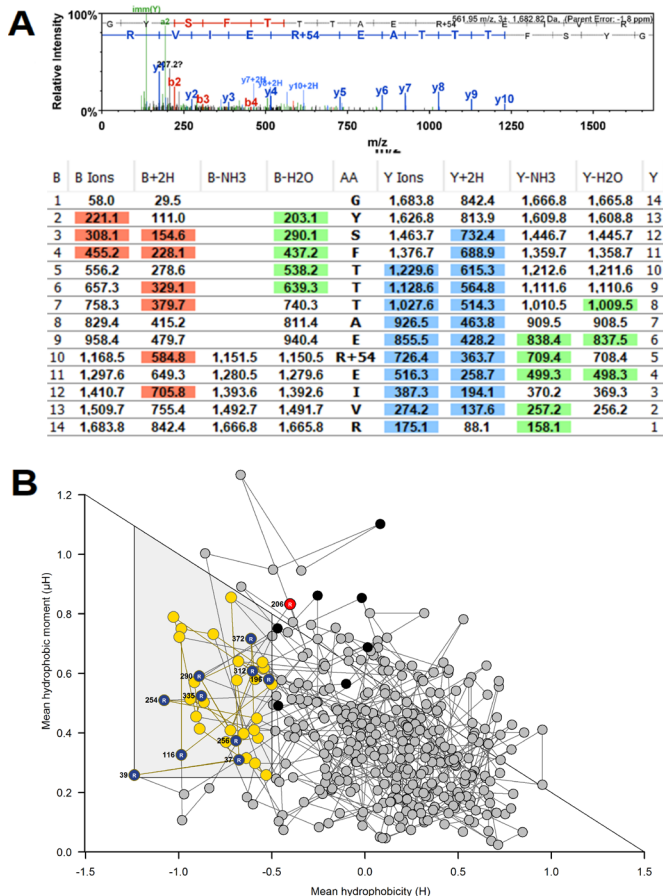 A
Relative Intensity
100%
0%
imm(Y)
a2
G Y S F T T T A E R+54 E I V R
561.95 m/z, 3+, 1,682.82 Da, (Parent Error: -1.8 ppm)
R V I E R+54 E A T T T F S Y G
y1
b2
y2
b3
y3
b4
y7+2H
y4
y10+2H
y5
y6
y7
y8
y9
y10
0 250 500 750 1000 1250 1500
m/z
B B Ions B+2H B-NH3 B-H2O AA Y Ions Y+2H Y-NH3 Y-H2O Y
1 58.0 29.5 G 1,683.8 842.4 1,666.8 1,665.8 14
2 221.1 111.0 203.1 Y 1,626.8 813.9 1,609.8 1,608.8 13
3 308.1 154.6 290.1 S 1,463.7 732.4 1,446.7 1,445.7 12
4 455.2 228.1 437.2 F 1,376.7 688.9 1,359.7 1,358.7 11
5 556.2 278.6 538.2 T 1,229.6 615.3 1,212.6 1,211.6 10
6 657.3 329.1 639.3 T 1,128.6 564.8 1,111.6 1,110.6 9
7 758.3 379.7 740.3 T 1,027.6 514.3 1,010.5 1,009.5 8
8 829.4 415.2 811.4 A 926.5 463.8 909.5 908.5 7
9 958.4 479.7 940.4 E 855.5 428.2 838.4 837.5 6
10 1,168.5 584.8 1,151.5 1,150.5 R+54 726.4 363.7 709.4 708.4 5
11 1,297.6 649.3 1,280.5 1,279.6 E 516.3 258.7 499.3 498.3 4
12 1,410.7 705.8 1,393.6 1,392.6 I 387.3 194.1 370.2 369.3 3
13 1,509.7 755.4 1,492.7 1,491.7 V 274.2 137.6 257.2 256.2 2
14 1,683.8 842.4 1,666.8 1,665.8 R 175.1 88.1 158.1 1
B
Mean hydrophobic moment (µH)
1.2
1.0
0.8
0.6
0.4
0.2
0.0
206 R
372 R
312 R
290 R
196 R
335 R
254 R
256 R
116 R
37 R
39 R
-1.5 -1.0 -0.5 0.0 0.5 1.0 1.5
Mean hydrophobicity (H)